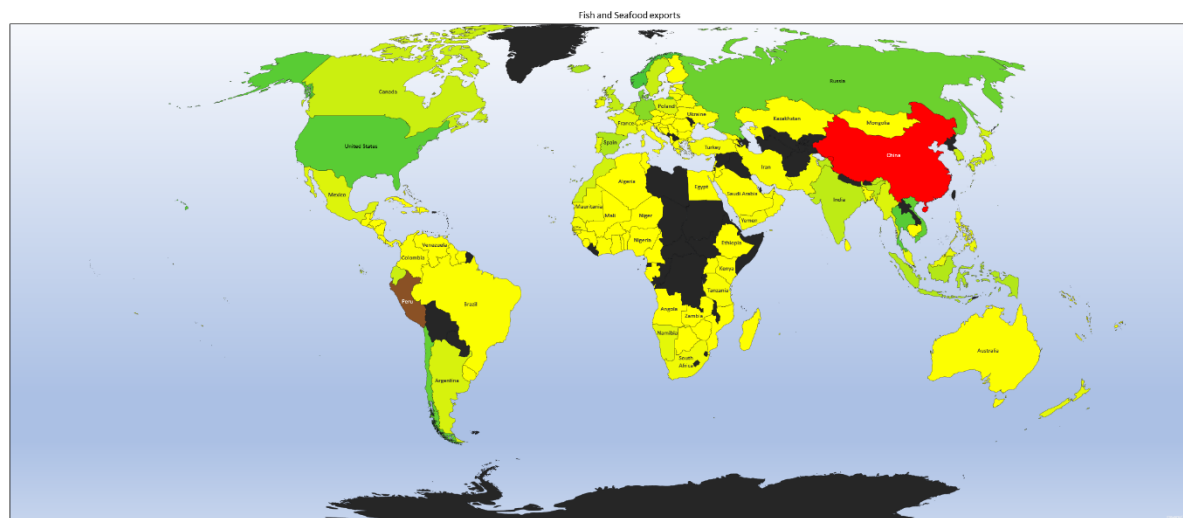 Fish and Seafood exports
Russia
Canada
Poland
Ukraine
France
Kazakhstan
Mongolia
Spain
United States
Turkey
China
Iran
Algeria
Egypt
Mexico
Saudi Arabia
India
Mauritania
Mali
Niger
Yemen
Nigeria
Ethiopia
Venezuela
Colombia
Kenya
Tanzania
Peru
Brazil
Angola
Zambia
Namibia
Australia
South
Africa
Argentina